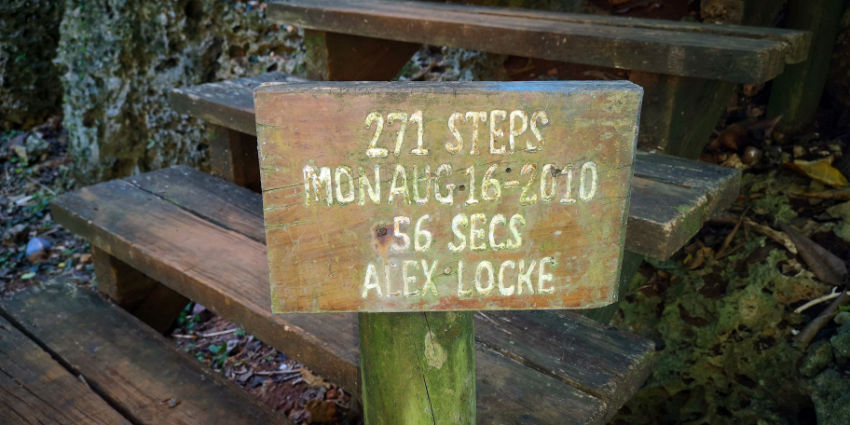 271 STEPS
MON AUG 16-2010
56 SECS
ALEX LOCKE